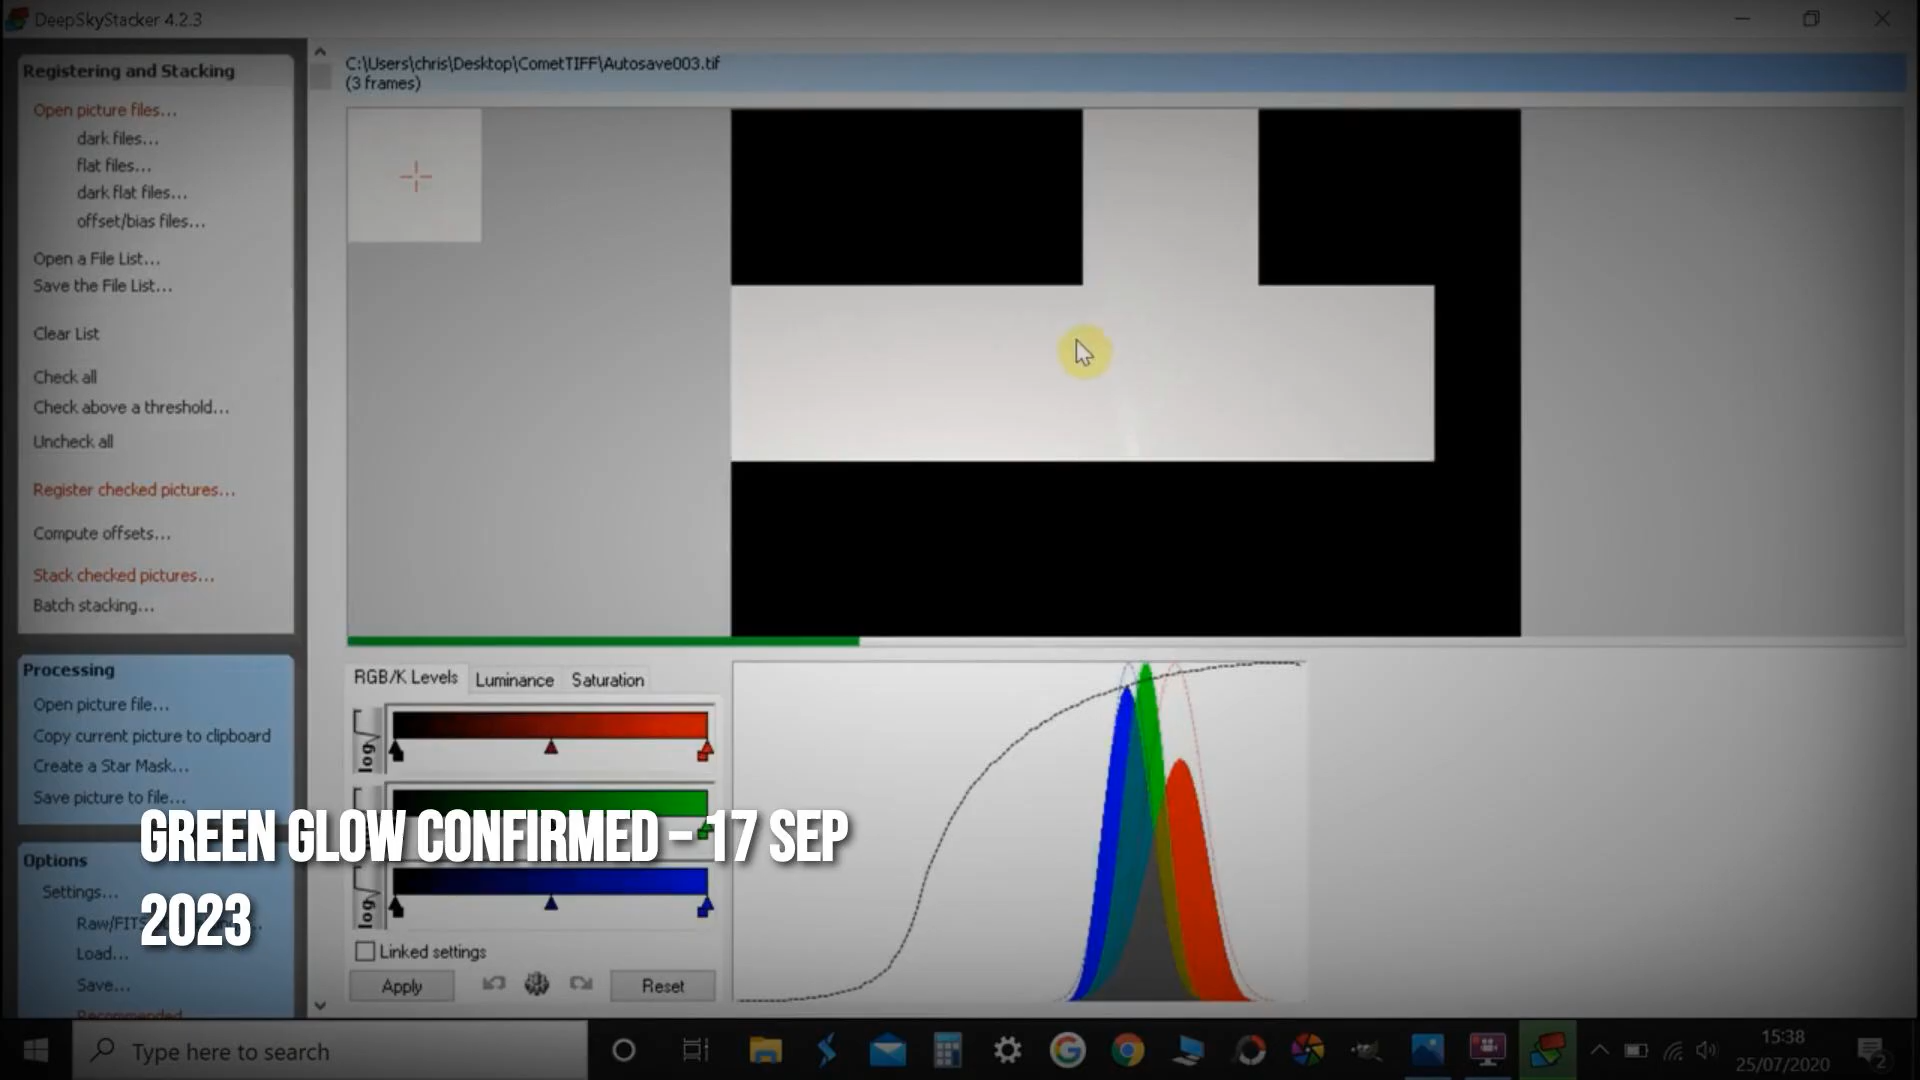 DeepSkyStacker 4.2.3
Registering and Stacking
Open picture files...
dark files...
flat files...
dark flat files...
offset/bias files...
Open a File List...
Save the File List...
Clear List
Check all
Check above a threshold...
Uncheck all
Register checked pictures...
Compute offsets...
Stack checked pictures...
Batch stacking...
Processing
Open picture file...
Copy current picture to clipboard
Create a Star Mask...
Save picture to file...
Options
Settings...
Raw/FITS
Load...
Save...
Recommended
C:\Users\chris\Desktop\CometTIFF\Autosave003.tif
(3 frames)
RGB/K Levels
Luminance
Saturation
log
log
Linked settings
Apply
Reset
GREEN GLOW CONFIRMED – 17 SEP
2023
Type here to search
15:38
25/07/2020
2